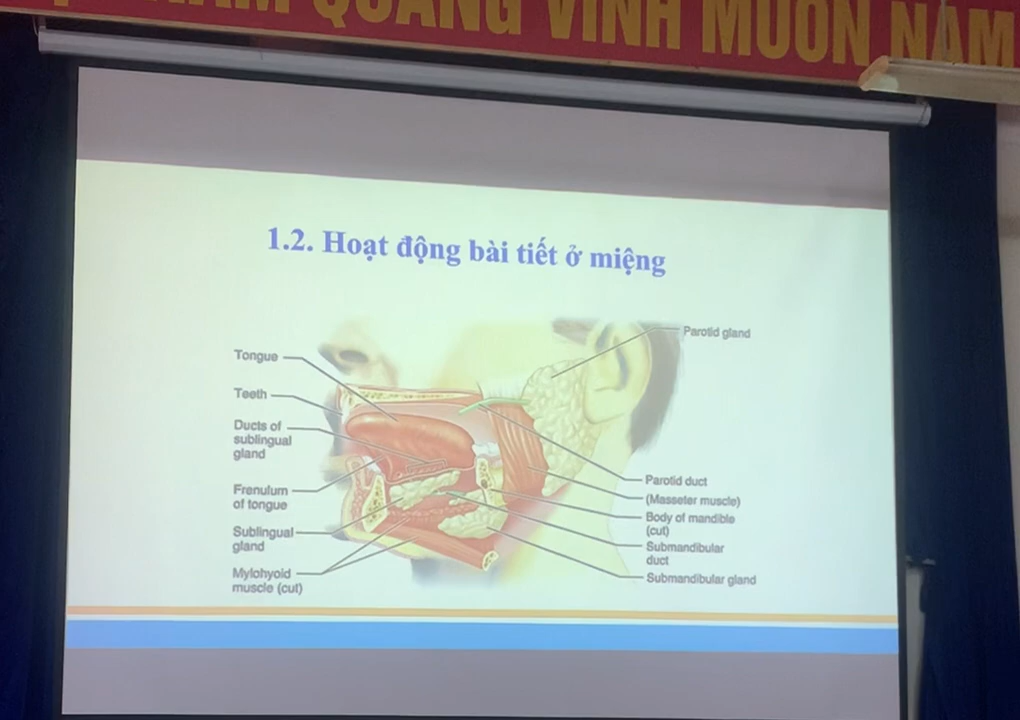 QUANG VINH MUÔN NĂM
1.2. Hoạt động bài tiết ở miệng
Parotid gland
Tongue
Teeth
Ducts of
sublingual
gland
Frenulum
of tongue
Sublingual
gland
Mylohyoid
muscle (cut)
Parotid duct
(Masseter muscle)
Body of mandible
(cut)
Submandibular
duct
Submandibular gland